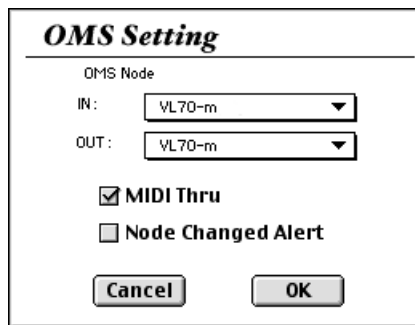 OMS Setting
OMS Node
IN: VL70-m
OUT: VL70-m
MIDI Thru
Node Changed Alert
Cancel OK